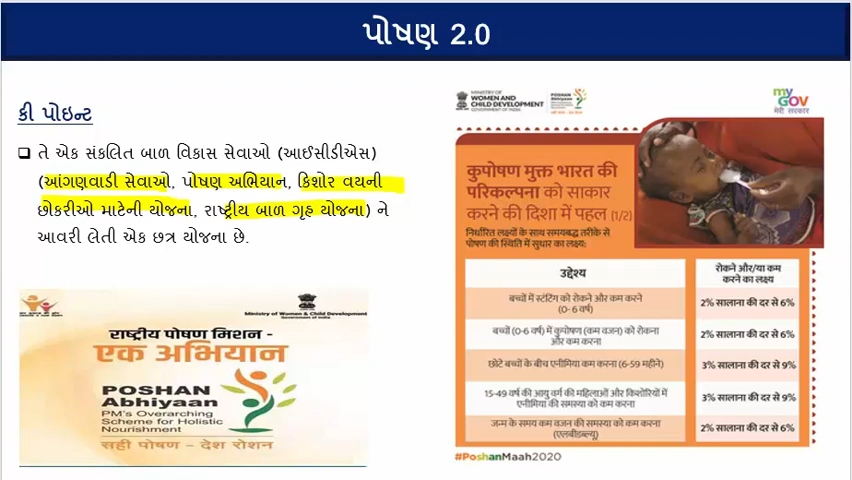 પોષણ 2.0
કી પોઇન્ટ
તે એક સંકલિત બાળ વિકાસ સેવાઓ (આઈસીડીએસ)
(આંગણવાડી સેવાઓ, પોષણ અભિયાન, કિશોર વયની
છોકરીઓ માટેની યોજના, રાષ્ટ્રીય બાળ ગૃહ યોજના) ને
આવરી લેતી એક છત્ર યોજના છે.
Ministry of Women & Child Development
Government of India
राष्ट्रीय पोषण मिशन -
एक अभियान
POSHAN
Abhiyaan
PM's Overarching
Scheme for Holistic
Nourishment
सही पोषण - देश रोशन
MINISTRY OF
WOMEN AND
CHILD DEVELOPMENT
GOVERNMENT OF INDIA
POSHAN
Abhiyaan
my
GOV
मेरी सरकार
कुपोषण मुक्त भारत की
परिकल्पना को साकार
करने की दिशा में पहल (1/2)
निर्धारित लक्ष्यों के साथ समयबद्ध तरीके से
पोषण की स्थिति में सुधार का लक्ष्य:
उद्देश्य
रोकने और/या कम
करने का लक्ष्य
बच्चों में स्टंटिंग को रोकने और कम करने
(0- 6 वर्ष)
2% सालाना की दर से 6%
बच्चों (0-6 वर्ष) में कुपोषण (कम वजन) को रोकना
और कम करना
2% सालाना की दर से 6%
छोटे बच्चों के बीच एनीमिया कम करना (6-59 महीने)
3% सालाना की दर से 9%
15-49 वर्ष की आयु वर्ग की महिलाओं और किशोरियों में
एनीमिया की समस्या को कम करना
3% सालाना की दर से 9%
जन्म के समय कम वजन की समस्या को कम करना
(एलबीडब्ल्यू)
2% सालाना की दर से 6%
#PoshanMaah2020